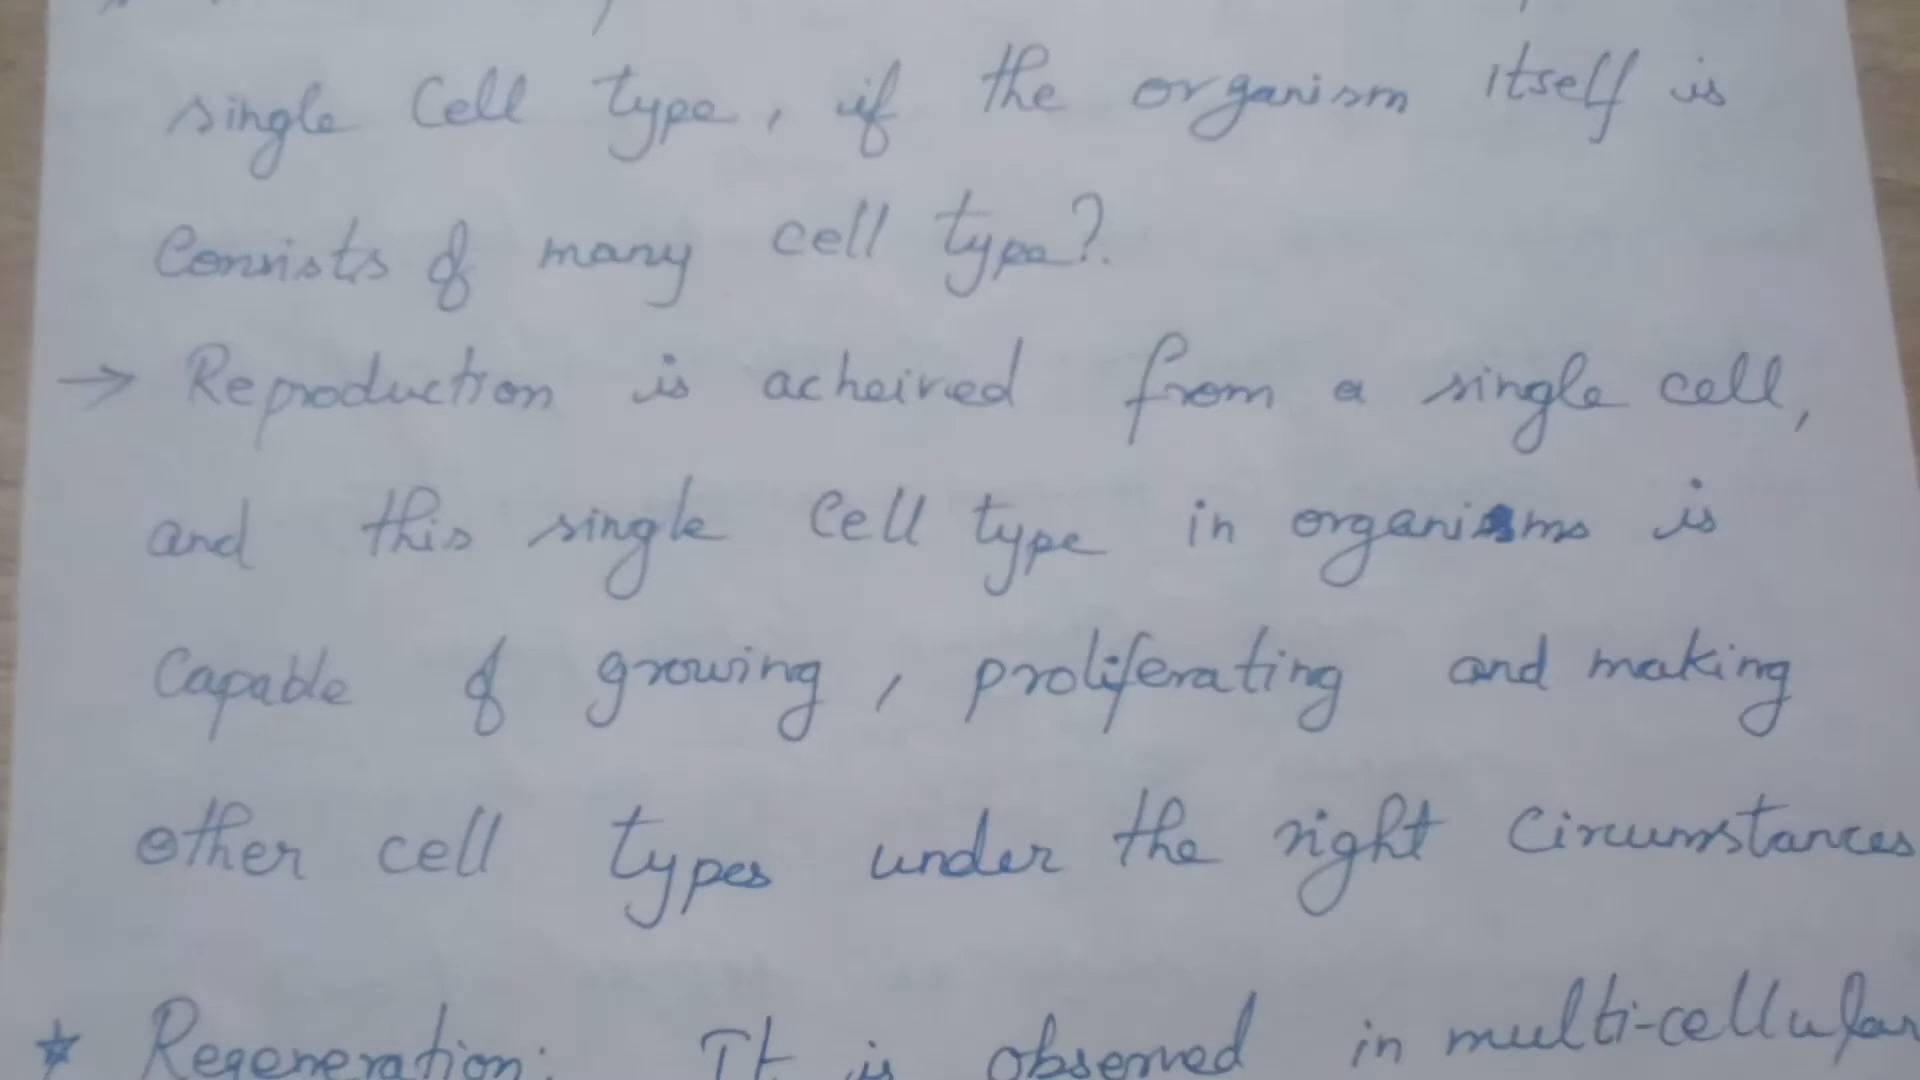 single Cell type, if the organism itself is
Consists of many cell type?.
→ Reproduction is acheived from a single cell,
and this single Cell type in organisms is
Capable of growing, proliferating and making
other cell types under the right Circumstances
★ Regeneration: It is observed in multi-cellular